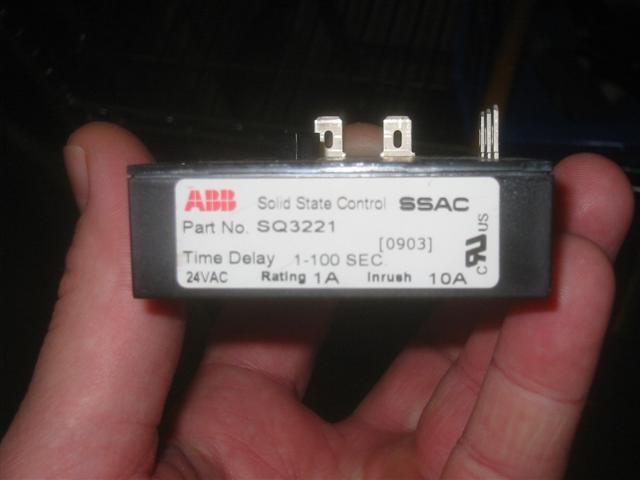 ABB Solid State Control SSAC
Part No. SQ3221
[0903]
Time Delay 1-100 SEC
24VAC Rating 1A Inrush 10A
c RU US